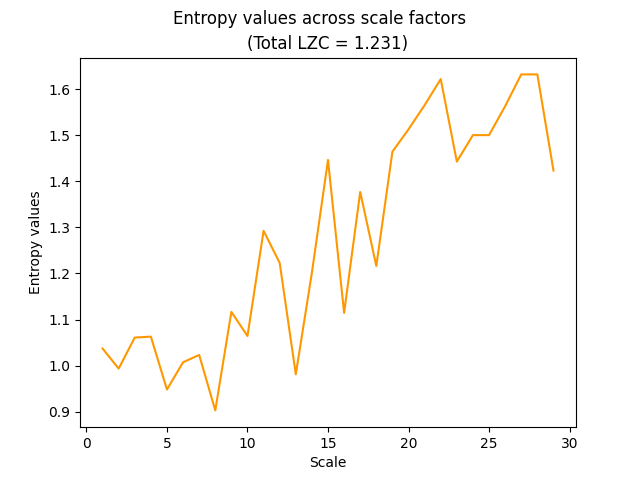 Entropy values across scale factors
(Total LZC = 1.231)
1.6
1.5
1.4
1.3
1.2
1.1
1.0
0.9
Entropy values
0 5 10 15 20 25 30
Scale